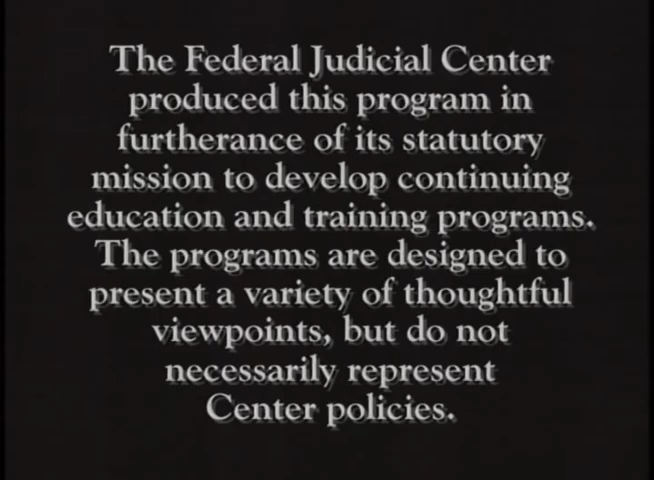 The Federal Judicial Center
produced this program in
furtherance of its statutory
mission to develop continuing
education and training programs.
The programs are designed to
present a variety of thoughtful
viewpoints, but do not
necessarily represent
Center policies.